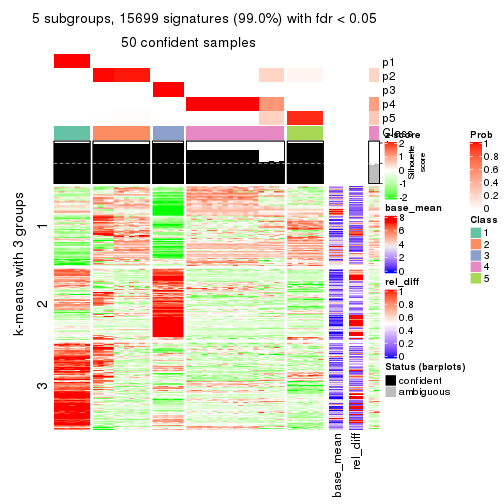 5 subgroups, 15699 signatures (99.0%) with fdr < 0.05
50 confident samples
p1
p2
p3
p4
p5
Class
Silhouette
score
k-means with 3 groups
1
2
3
base_mean
rel_diff
z-score
2
1
0
-1
-2
base_mean
8
6
4
2
0
rel_diff
1
0.8
0.6
0.4
0.2
0
Status (barplots)
confident
ambiguous
Prob
1
0.8
0.6
0.4
0.2
0
Class
1
2
3
4
5